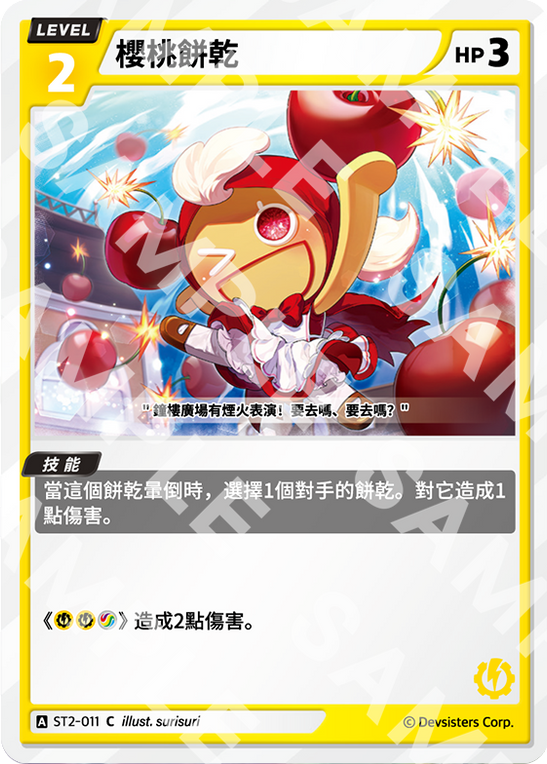 LEVEL
2
櫻桃餅乾
HP 3
"鐘樓廣場有煙火表演！要去嗎、要去嗎？"
技能
當這個餅乾暈倒時，選擇1個對手的餅乾。對它造成1
點傷害。
《》造成2點傷害。
A ST2-011 C illust. surisuri
© Devsisters Corp.
SAMPLE